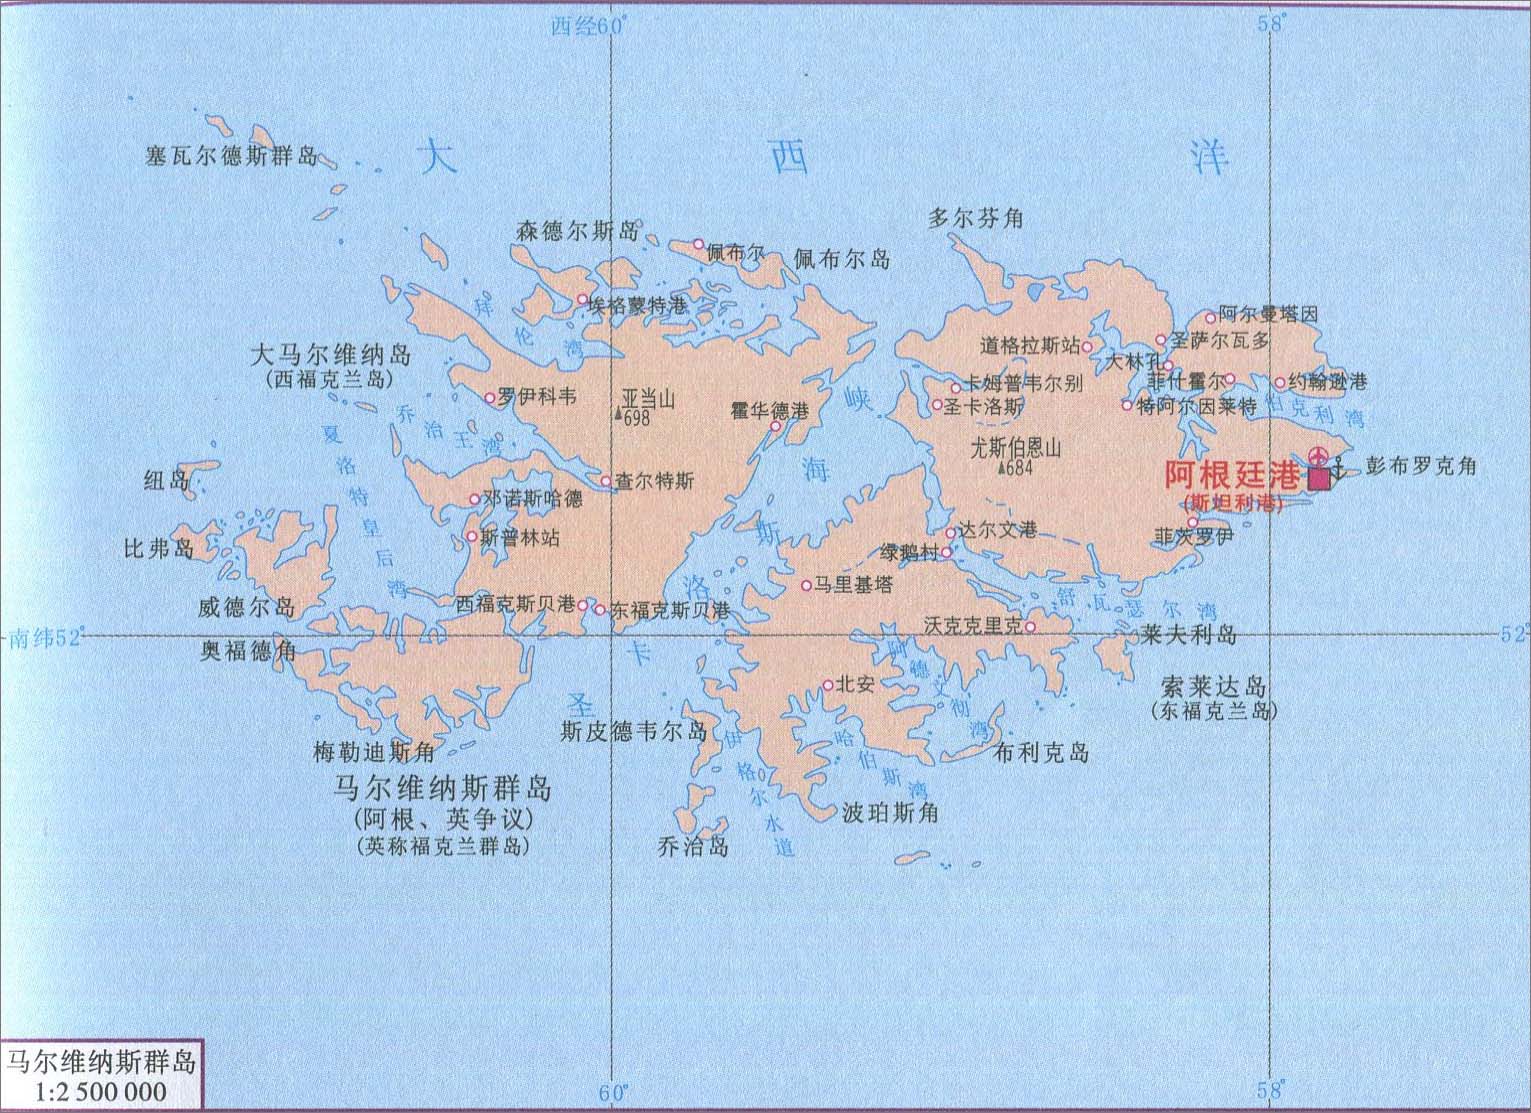 西经60°
58°
大西洋
塞瓦尔德斯群岛
森德尔斯岛
佩布尔
佩布尔岛
多尔芬角
埃格蒙特港
拜伦湾
阿尔曼塔因
道格拉斯站
圣萨尔瓦多
大林孔
大马尔维纳岛
(西福克兰岛)
罗伊科韦
亚当山
698
霍华德港
卡姆普韦尔别
圣卡洛斯
菲什霍尔
约翰逊港
特阿尔因莱特
伯克利湾
乔治王湾
夏洛特皇后湾
尤斯伯恩山
684
阿根廷港
(斯坦利港)
彭布罗克角
纽岛
查尔特斯
邓诺斯哈德
斯普林站
比弗岛
达尔文港
绿鹅村
菲茨罗伊
马里基塔
威德尔岛
西福克斯贝港
东福克斯贝港
舒瓦瑟尔湾
沃克克里克
南纬52°
52°
莱夫利岛
奥福德角
圣卡洛斯海峡
阿德文彻湾
北安
索莱达岛
(东福克兰岛)
斯皮德韦尔岛
伊格尔水道
哈伯斯湾
布利克岛
梅勒迪斯角
马尔维纳斯群岛
(阿根、英争议)
(英称福克兰群岛)
波珀斯角
乔治岛
马尔维纳斯群岛
1:2 500 000
60°
58°